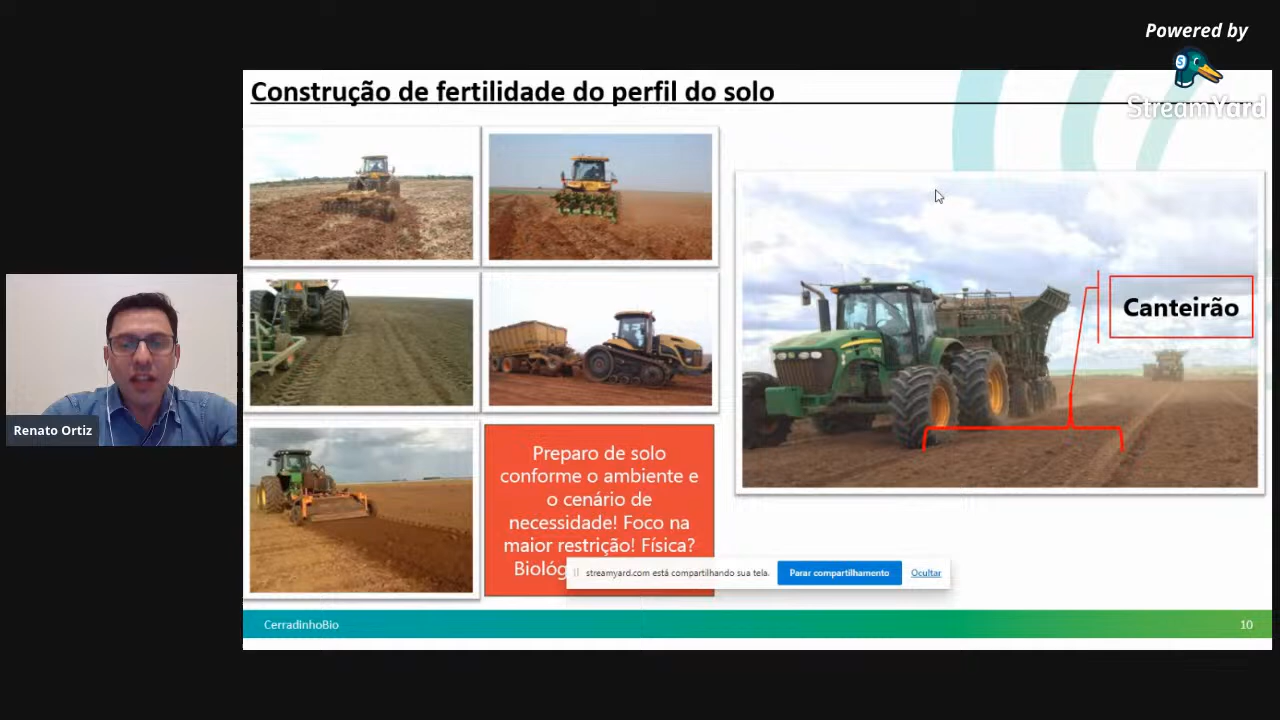 Powered by
StreamYard
Construção de fertilidade do perfil do solo
Canteirão
Renato Ortiz
Preparo de solo
conforme o ambiente e
o cenário de
necessidade! Foco na
maior restrição! Física?
streamyard.com está compartilhando sua tela.
Parar compartilhamento
Ocultar
CerradinhoBio
10